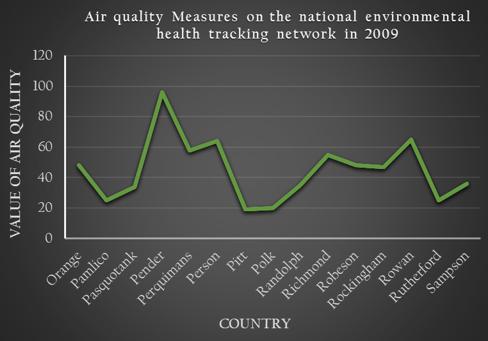 Air quality Measures on the national environmental
health tracking network in 2009
VALUE OF AIR QUALITY
120
100
80
60
40
20
0
Orange
Pamlico
Pasquotank
Pender
Perquimans
Person
Pitt
Polk
Randolph
Richmond
Robeson
Rockingham
Rowan
Rutherford
Sampson
COUNTRY